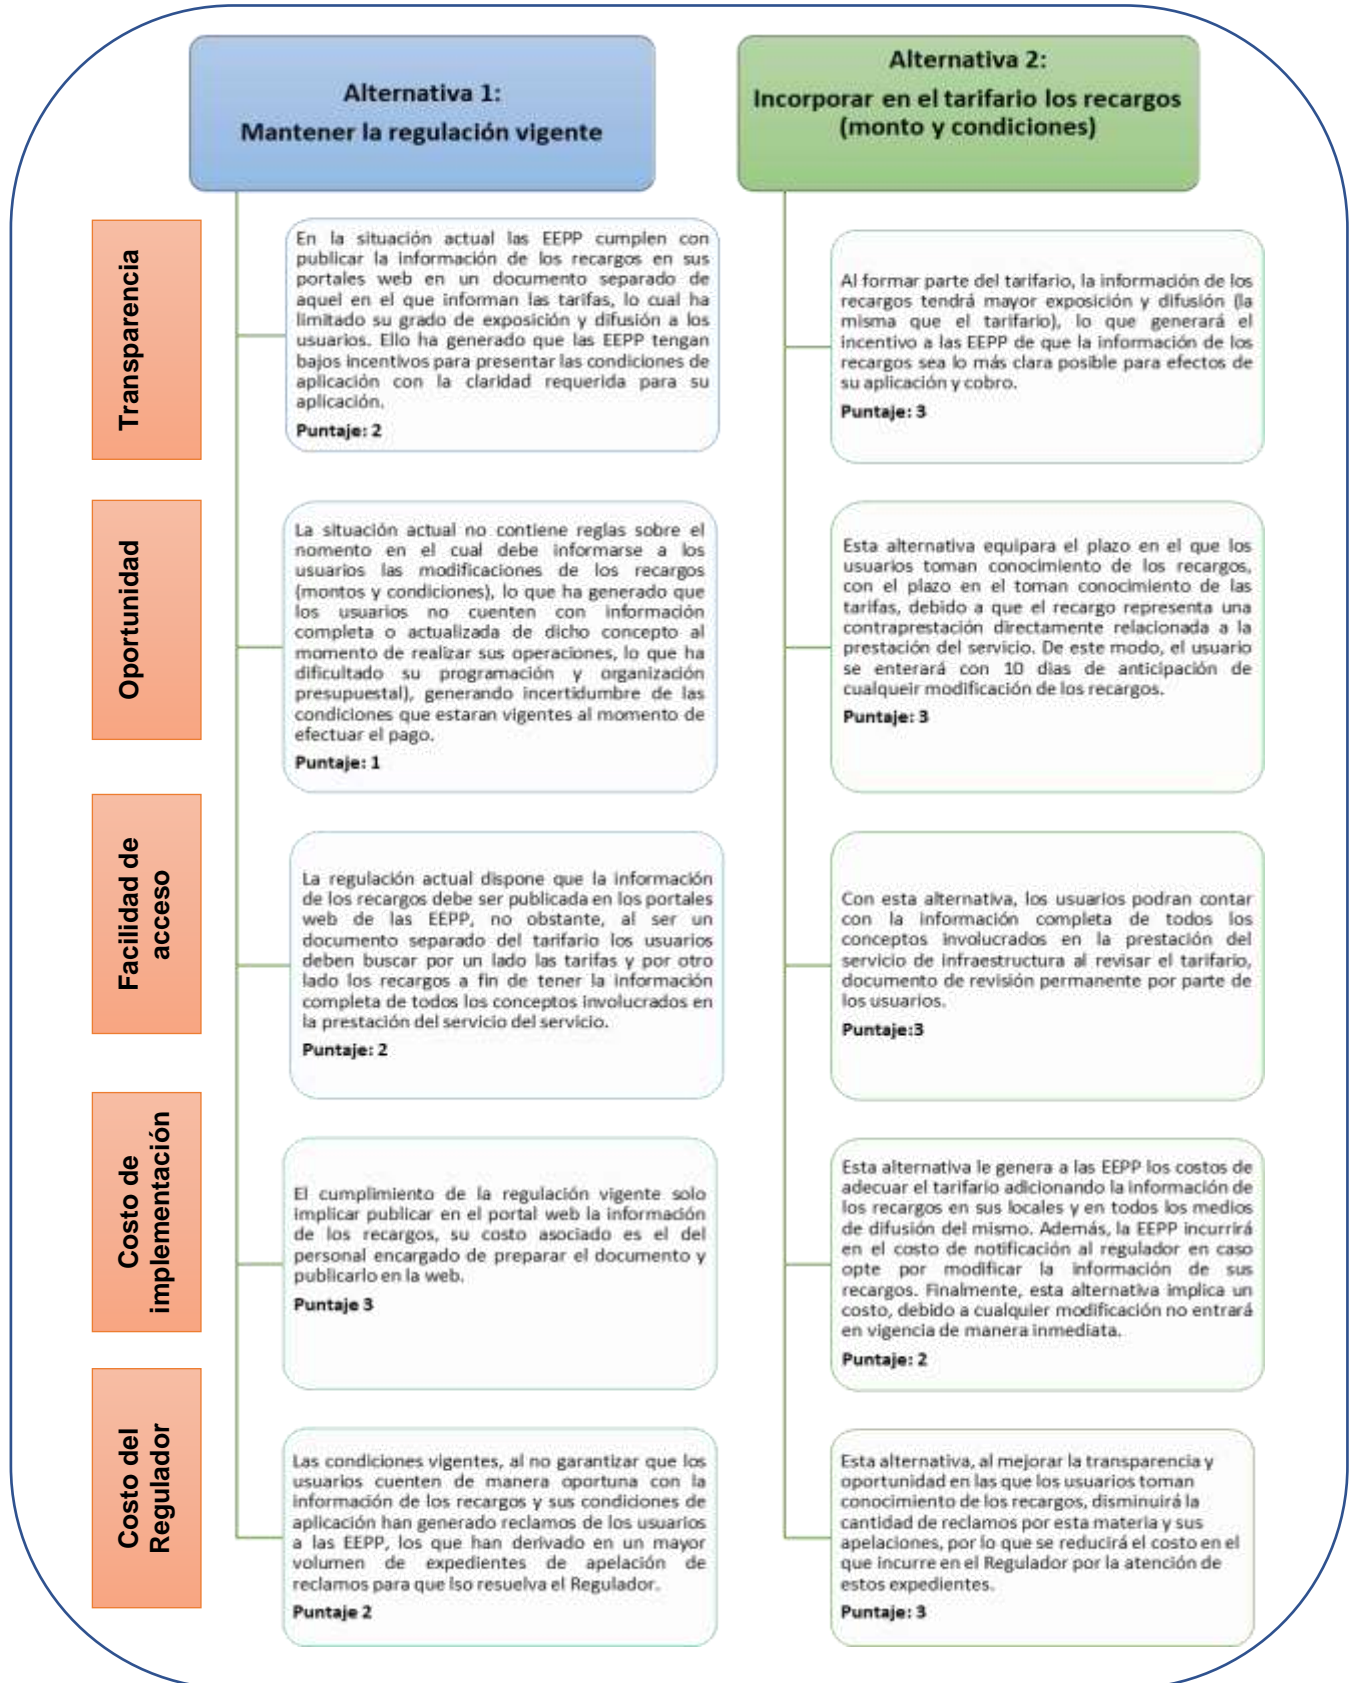 Alternativa 1:
Mantener la regulación vigente
Alternativa 2:
Incorporar en el tarifario los recargos
(monto y condiciones)
Transparencia
En la situación actual las EEPP cumplen con
publicar la información de los recargos en sus
portales web en un documento separado de
aquel en el que informan las tarifas, lo cual ha
limitado su grado de exposición y difusión a los
usuarios. Ello ha generado que las EEPP tengan
bajos incentivos para presentar las condiciones de
aplicación con la claridad requerida para su
aplicación.
Puntaje: 2
Al formar parte del tarifario, la información de los
recargos tendrá mayor exposición y difusión (la
misma que el tarifario), lo que generará el
incentivo a las EEPP de que la información de los
recargos sea lo más clara posible para efectos de
su aplicación y cobro.
Puntaje: 3
Oportunidad
La situación actual no contiene reglas sobre el
nomento en el cual debe informarse a los
usuarios las modificaciones de los recargos
(montos y condiciones), lo que ha generado que
los usuarios no cuenten con información
completa o actualizada de dicho concepto al
momento de realizar sus operaciones, lo que ha
dificultado su programación y organización
presupuestal), generando incertidumbre de las
condiciones que estaran vigentes al momento de
efectuar el pago.
Puntaje: 1
Esta alternativa equipara el plazo en el que los
usuarios toman conocimiento de los recargos,
con el plazo en el toman conocimiento de las
tarifas, debido a que el recargo representa una
contraprestación directamente relacionada a la
prestación del servicio. De este modo, el usuario
se enterará con 10 dias de anticipación de
cualqueir modificación de los recargos.
Puntaje: 3
Facilidad de
acceso
La regulación actual dispone que la información
de los recargos debe ser publicada en los portales
web de las EEPP, no obstante, al ser un
documento separado del tarifario los usuarios
deben buscar por un lado las tarifas y por otro
lado los recargos a fin de tener la información
completa de todos los conceptos involucrados en
la prestación del servicio del servicio.
Puntaje: 2
Con esta alternativa, los usuarios podran contar
con la información completa de todos los
conceptos involucrados en la prestación del
servicio de infraestructura al revisar el tarifario,
documento de revisión permanente por parte de
los usuarios.
Puntaje:3
Costo de
implementación
El cumplimiento de la regulación vigente solo
implicar publicar en el portal web la información
de los recargos, su costo asociado es el del
personal encargado de preparar el documento y
publicarlo en la web.
Puntaje 3
Esta alternativa le genera a las EEPP los costos de
adecuar el tarifario adicionando la información de
los recargos en sus locales y en todos los medios
de difusión del mismo. Además, la EEPP incurrirá
en el costo de notificación al regulador en caso
opte por modificar la información de sus
recargos. Finalmente, esta alternativa implica un
costo, debido a cualquier modificación no entrará
en vigencia de manera inmediata.
Puntaje: 2
Costo del
Regulador
Las condiciones vigentes, al no garantizar que los
usuarios cuenten de manera oportuna con la
información de los recargos y sus condiciones de
aplicación han generado reclamos de los usuarios
a las EEPP, los que han derivado en un mayor
volumen de expedientes de apelación de
reclamos para que lso resuelva el Regulador.
Puntaje 2
Esta alternativa, al mejorar la transparencia y
oportunidad en las que los usuarios toman
conocimiento de los recargos, disminuirá la
cantidad de reclamos por esta materia y sus
apelaciones, por lo que se reducirá el costo en el
que incurre en el Regulador por la atención de
estos expedientes.
Puntaje: 3